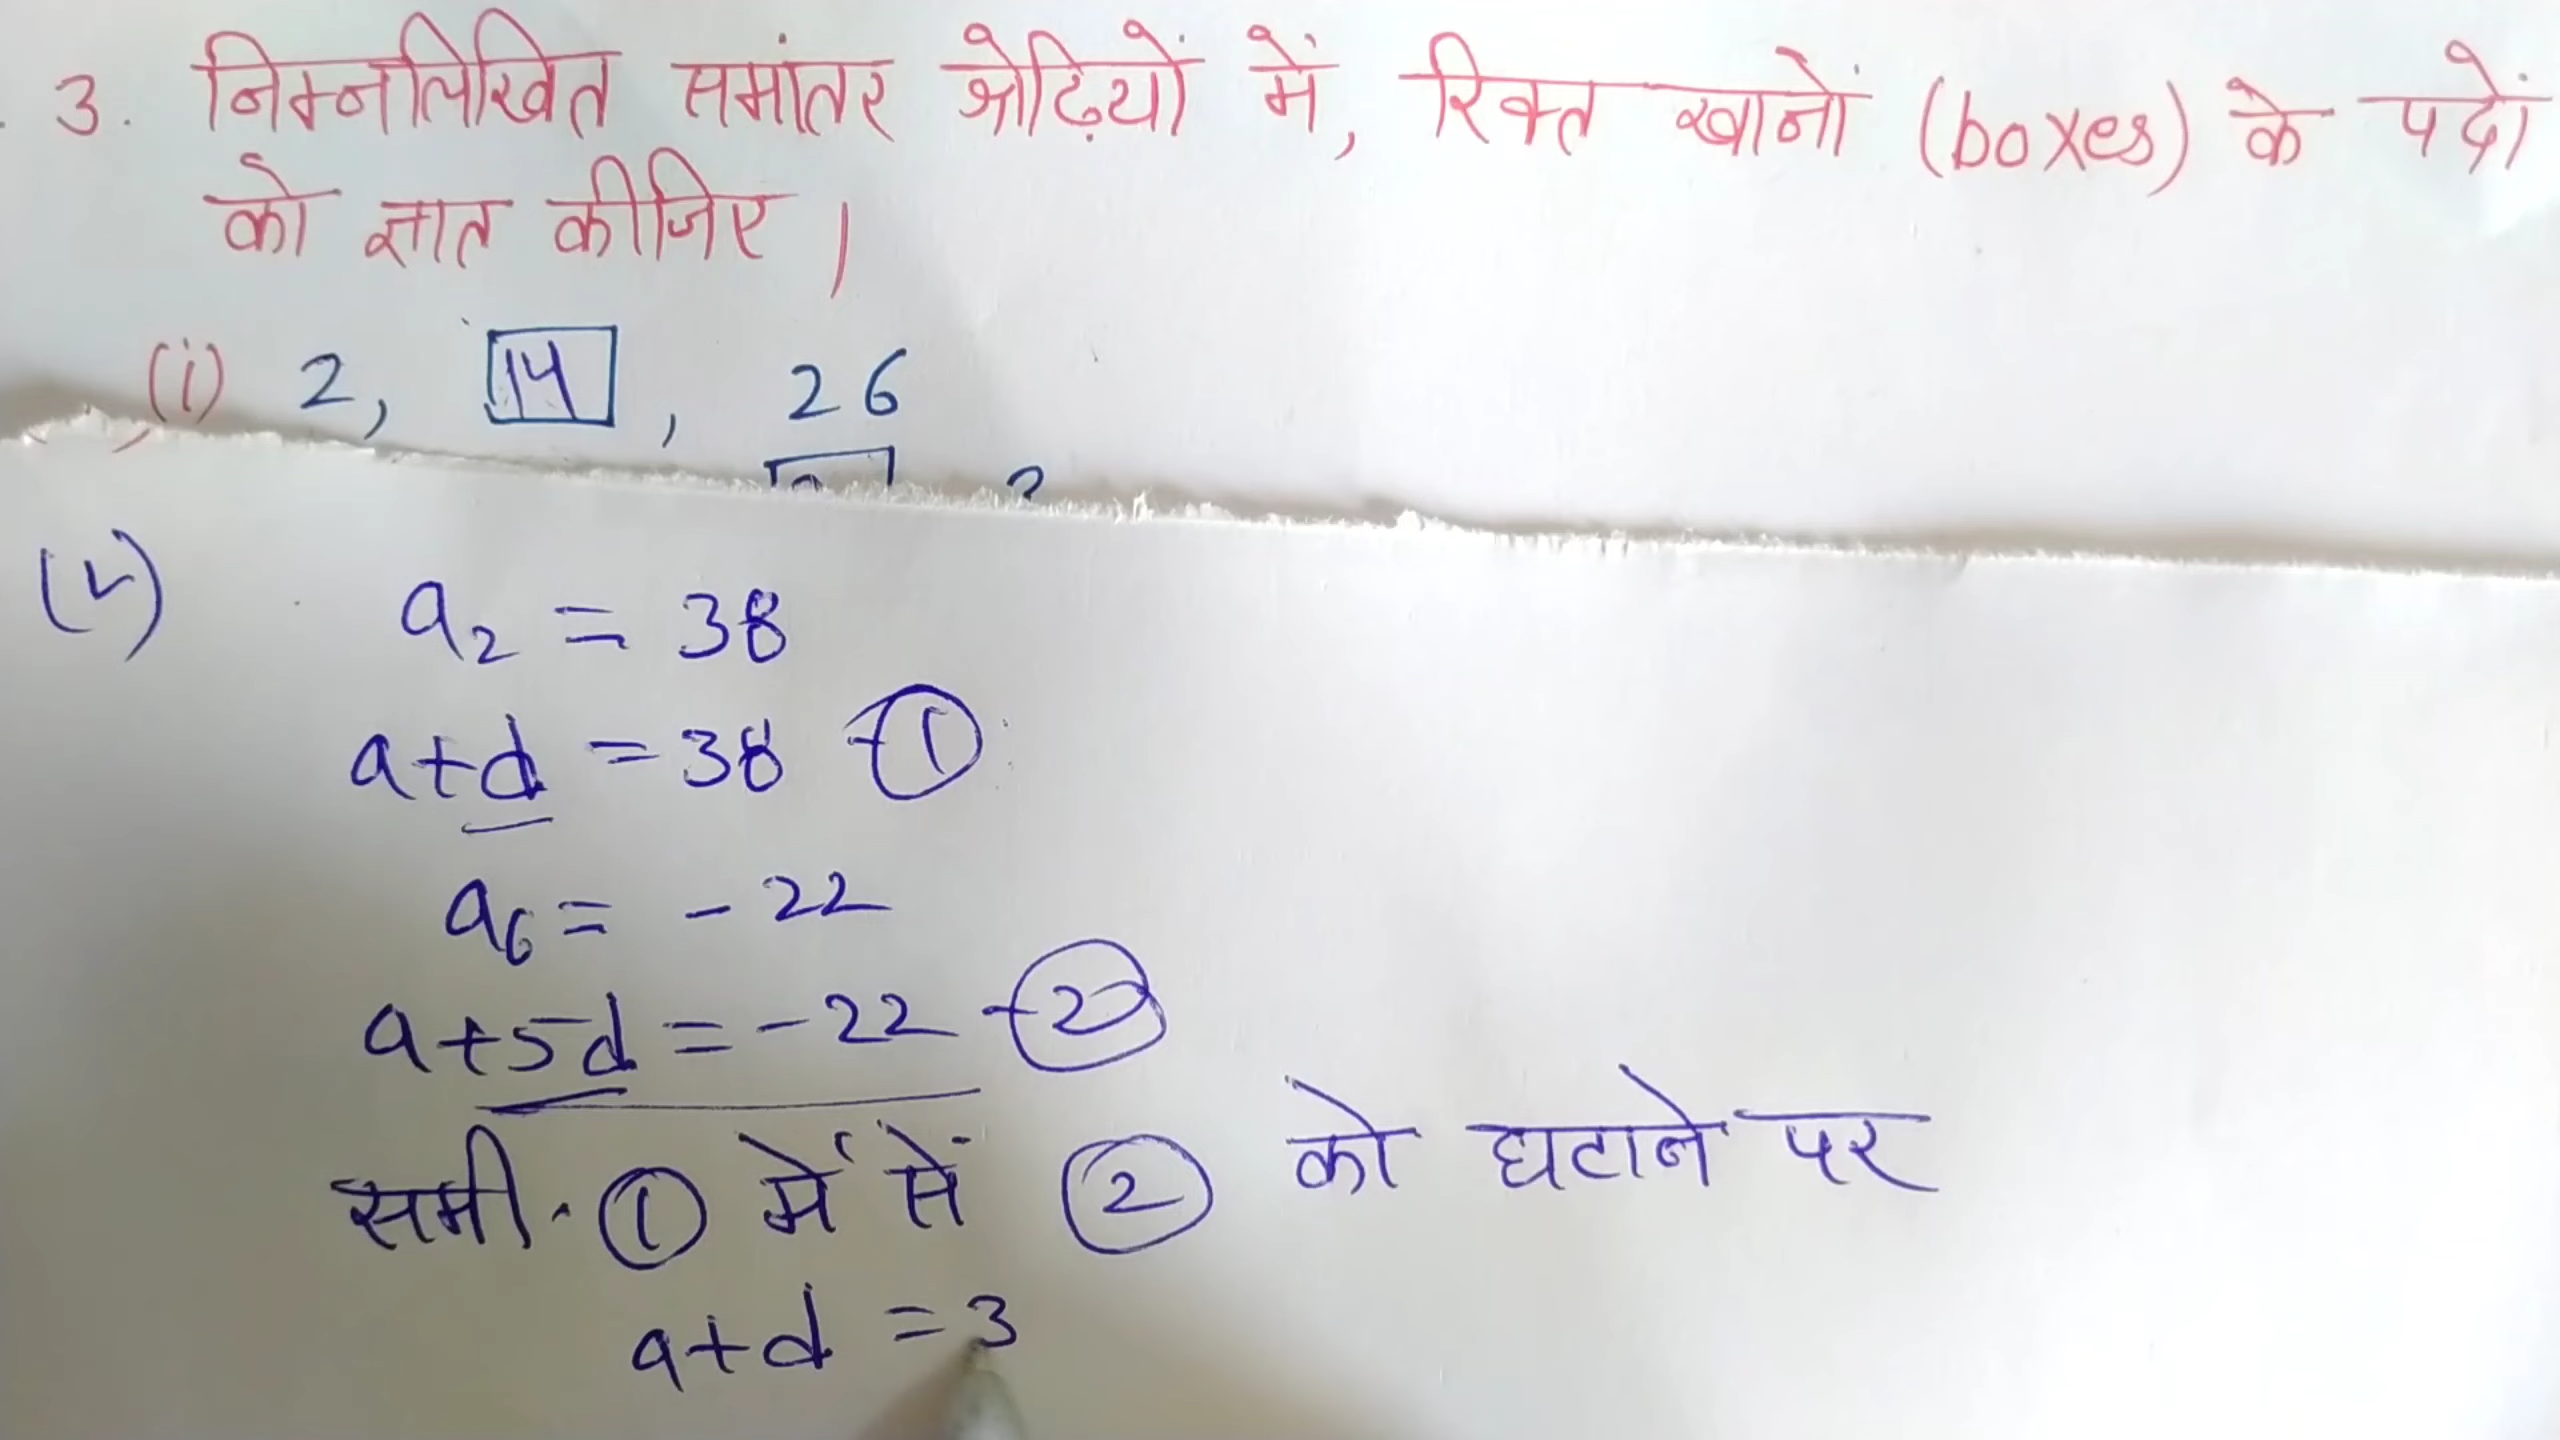 3. निम्नलिखित समांतर श्रेढ़ियों में, रिक्त खानों (boxes) के पदों
को ज्ञात कीजिए।
(i) 2, 14, 26
(v)
a₂ = 38
a+d = 38 -①
a₆ = - 22
a+5d = - 22 -②
समी. ① में से ② को घटाने पर
a+d = 3